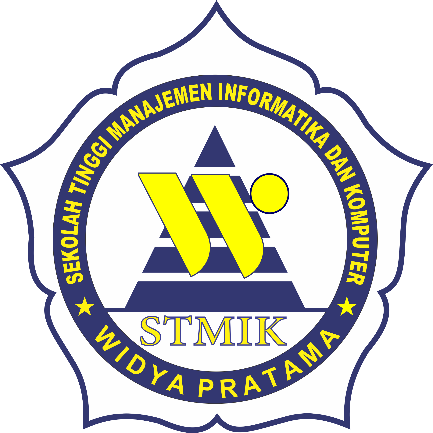 SEKOLAH TINGGI MANAJEMEN INFORMATIKA DAN KOMPUTER
STMIK
WIDYA PRATAMA